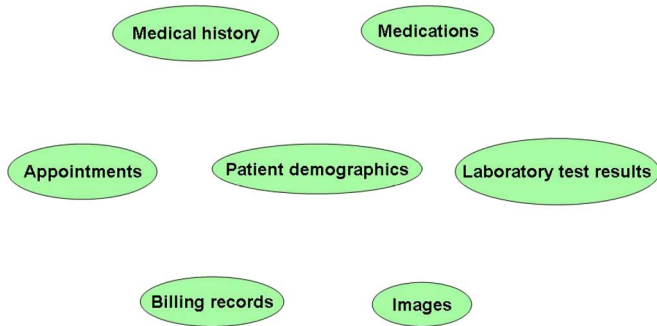 Medical history
Medications
Appointments
Patient demographics
Laboratory test results
Billing records
Images